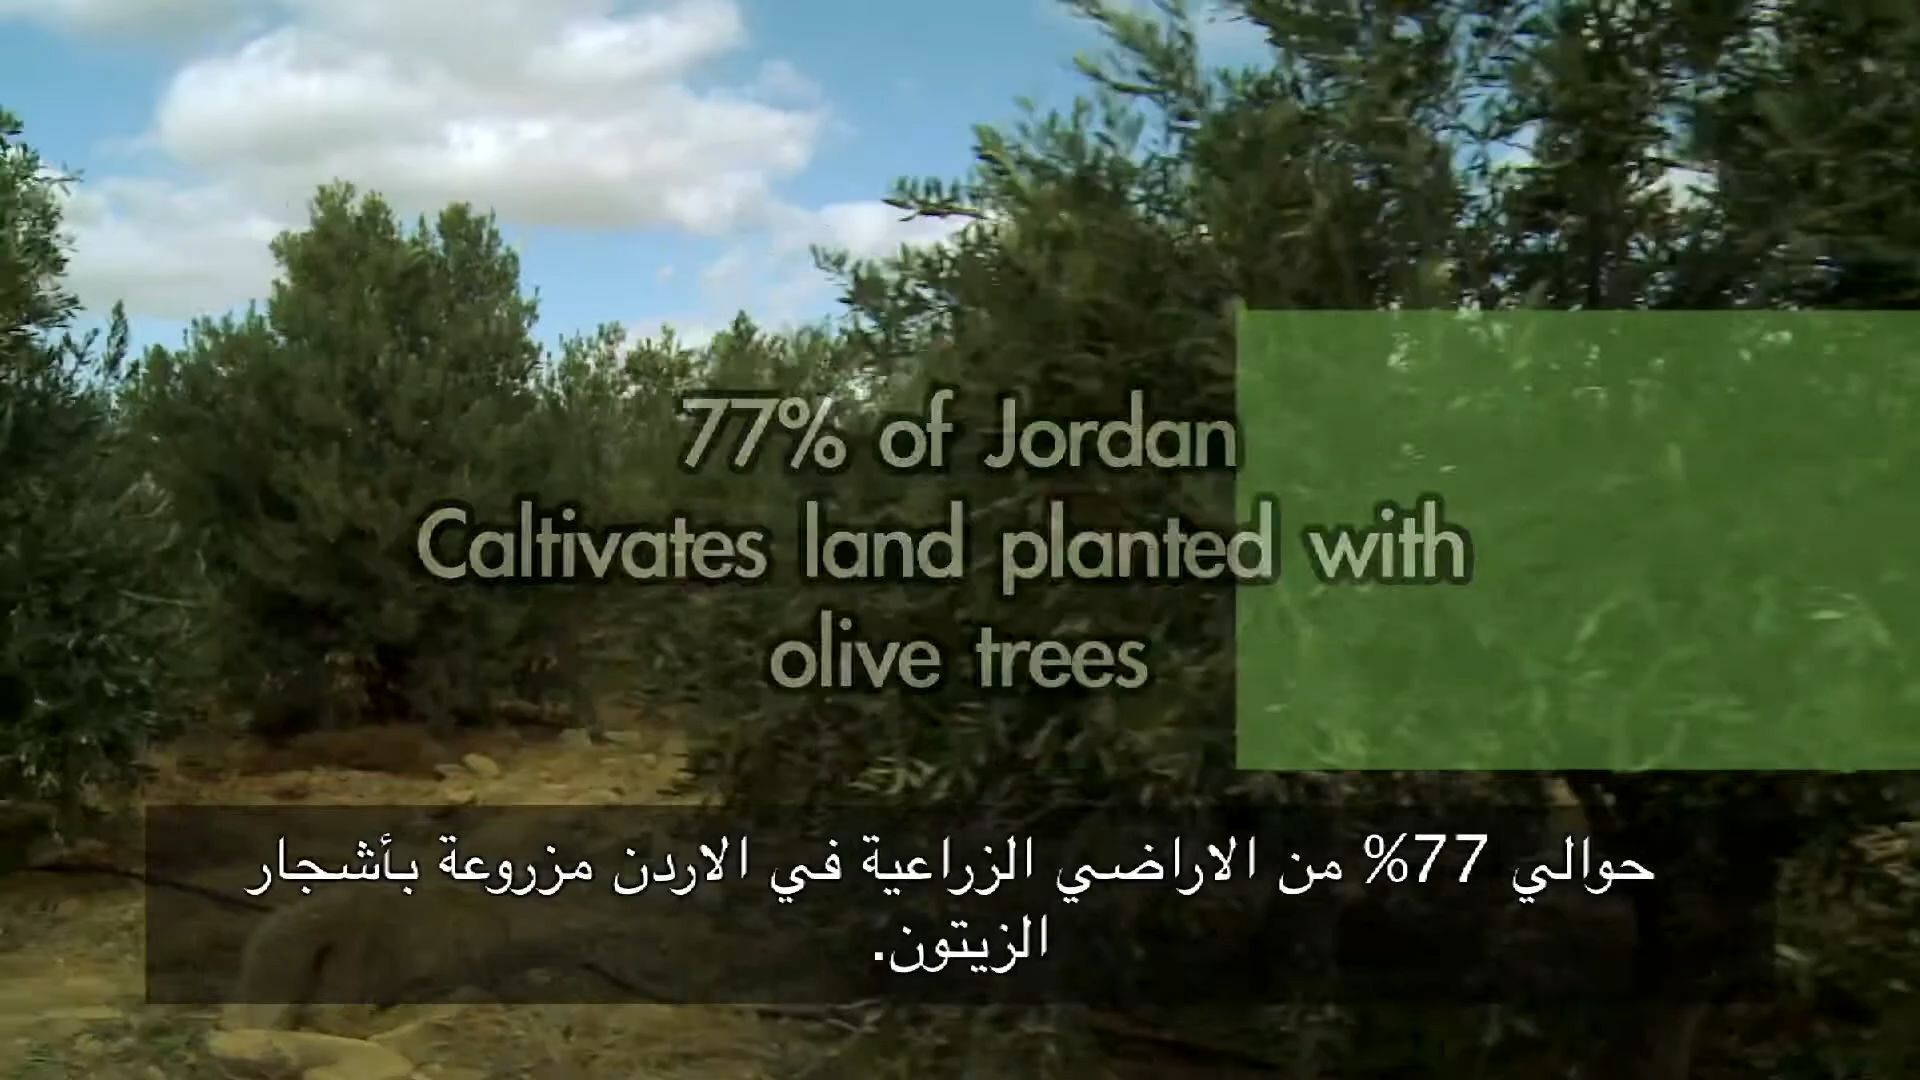 77% of Jordan
Caltivates land planted with
olive trees
حوالي 77% من الاراضي الزراعية في الاردن مزروعة بأشجار
الزيتون.